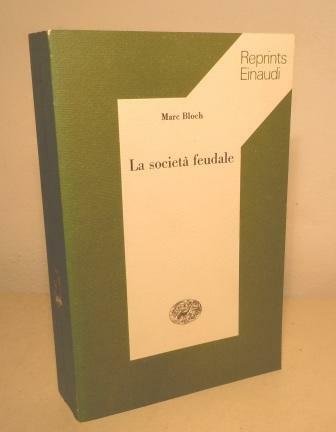 Reprints
Einaudi
Marc Bloch
La società feudale